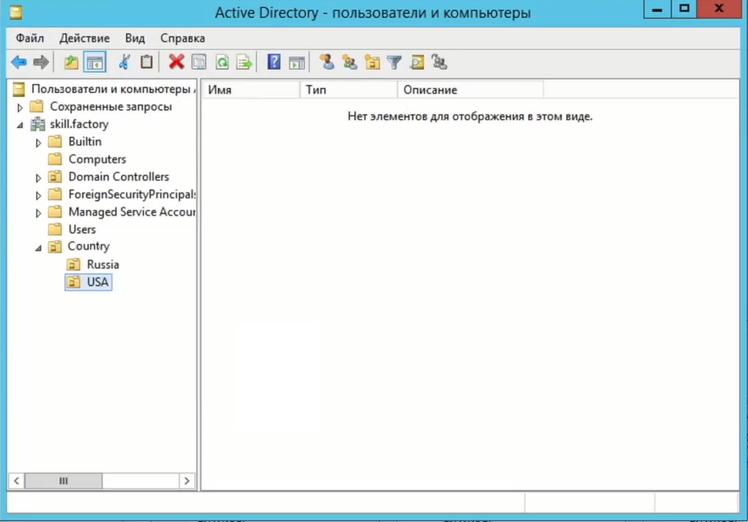 Active Directory - пользователи и компьютеры
Файл Действие Вид Справка
Пользователи и компьютеры
Сохраненные запросы
skill.factory
Builtin
Computers
Domain Controllers
ForeignSecurityPrincipals
Managed Service Accour
Users
Country
Russia
USA
Имя Тип Описание
Нет элементов для отображения в этом виде.